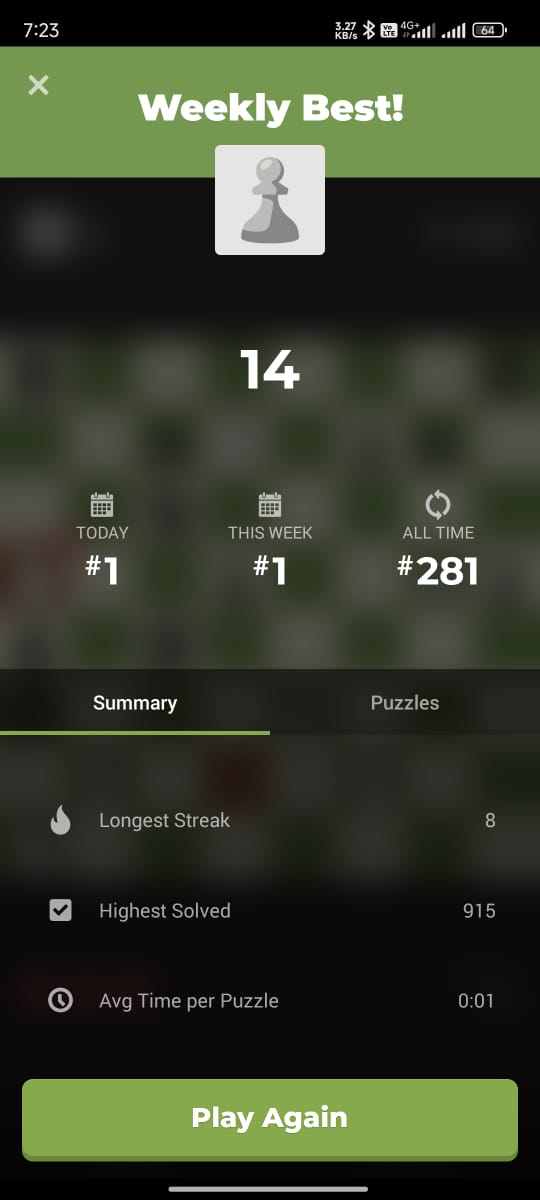 7:23
3.27
KB/s
Vo
LTE
4G+
64
Weekly Best!
14
TODAY
THIS WEEK
ALL TIME
#1
#1
#281
Summary
Puzzles
Longest Streak
8
Highest Solved
915
Avg Time per Puzzle
0:01
Play Again